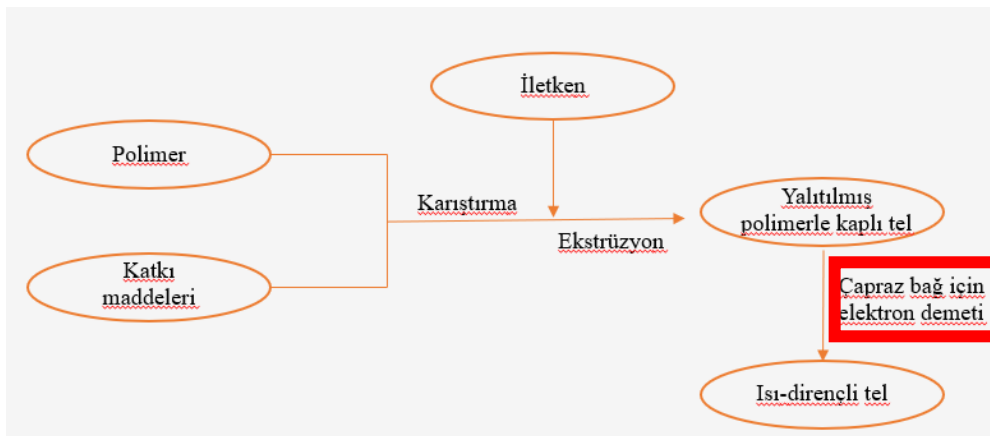 İletken
Polimer
Karıştırma
Ekstrüzyon
Katkı
maddeleri
Yalıtılmış
polimerle kaplı tel
Çapraz bağ için
elektron demeti
Isı-dirençli tel